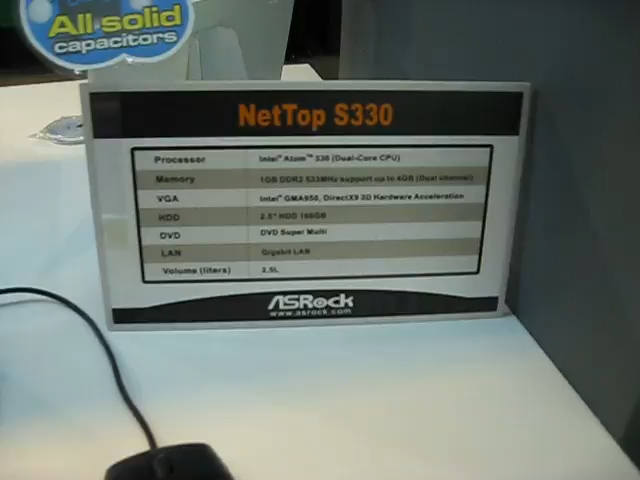 All solid
capacitors
NetTop S330
Processor Intel® Atom™ 330 (Dual-Core CPU)
Memory 1GB DDR2 533MHz support up to 4GB (Dual channel)
VGA Intel® GMA950, DirectX9 3D Hardware Acceleration
HDD 2.5" HDD 160GB
DVD DVD Super Multi
LAN Gigabit LAN
Volume (liters) 2.5L
ASRock
www.asrock.com